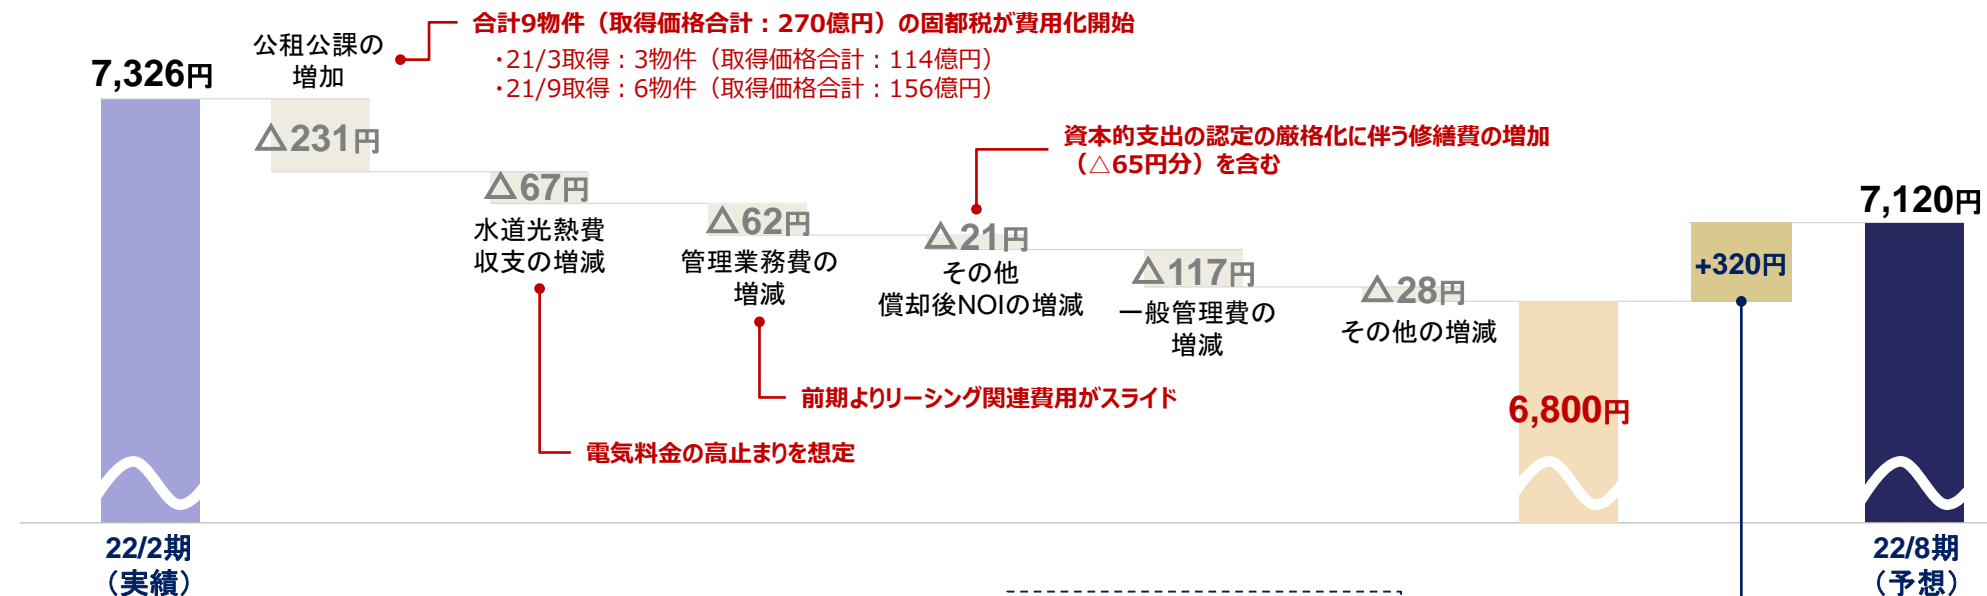 合計9物件（取得価格合計：270億円）の固都税が費用化開始
・21/3取得：3物件（取得価格合計：114億円）
・21/9取得：6物件（取得価格合計：156億円）
公租公課の
増加
7,326円
△231円
資本的支出の認定の厳格化に伴う修繕費の増加
（△65円分）を含む
△67円
水道光熱費
収支の増減
△62円
管理業務費の
増減
△21円
その他
償却後NOIの増減
△117円
一般管理費の
増減
△28円
その他の増減
+320円
7,120円
前期よりリーシング関連費用がスライド
電気料金の高止まりを想定
6,800円
22/2期
（実績）
22/8期
（予想）